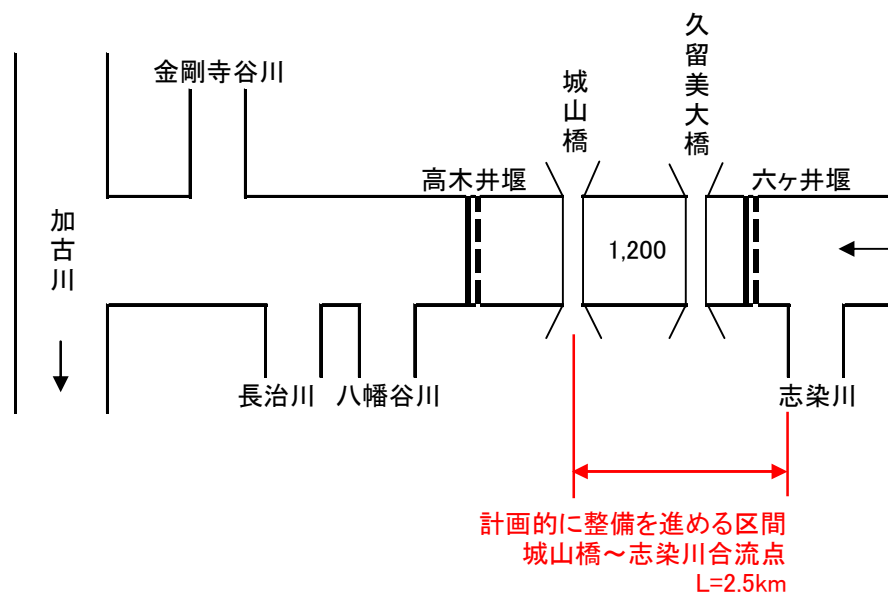 金剛寺谷川
城山橋
久留美大橋
高木井堰
六ヶ井堰
加古川
1,200
長治川
八幡谷川
志染川
計画的に整備を進める区間
城山橋～志染川合流点
L=2.5km